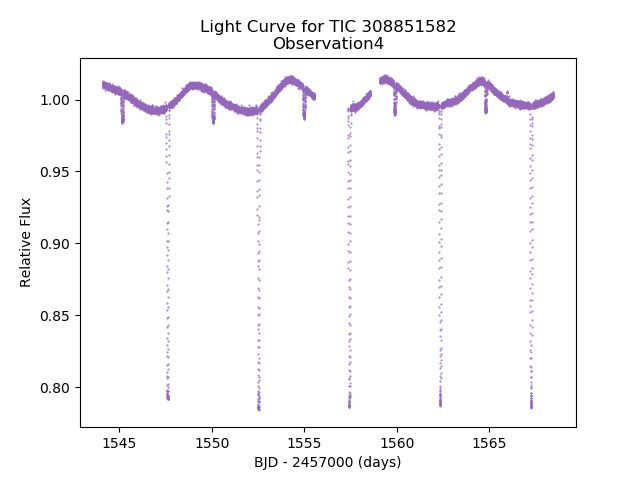 Light Curve for TIC 308851582
Observation4
1.00
0.95
0.90
0.85
0.80
Relative Flux
1545
1550
1555
1560
1565
BJD - 2457000 (days)